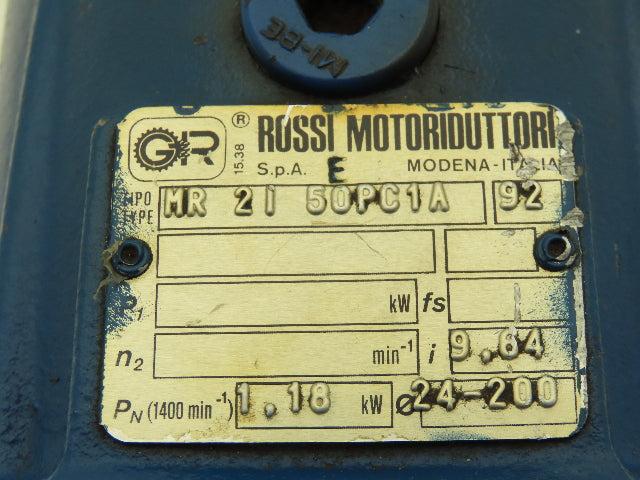 MI-BE
GR ® ROSSI MOTORIDUTTORI
15.38
S.p.A. E MODENA-ITALIA
TIPO
TYPE MR 2I 50PC1A 92
P1 kW fs
n2 min-1 i 9.64
PN (1400 min-1) 1.18 kW ø 24-200